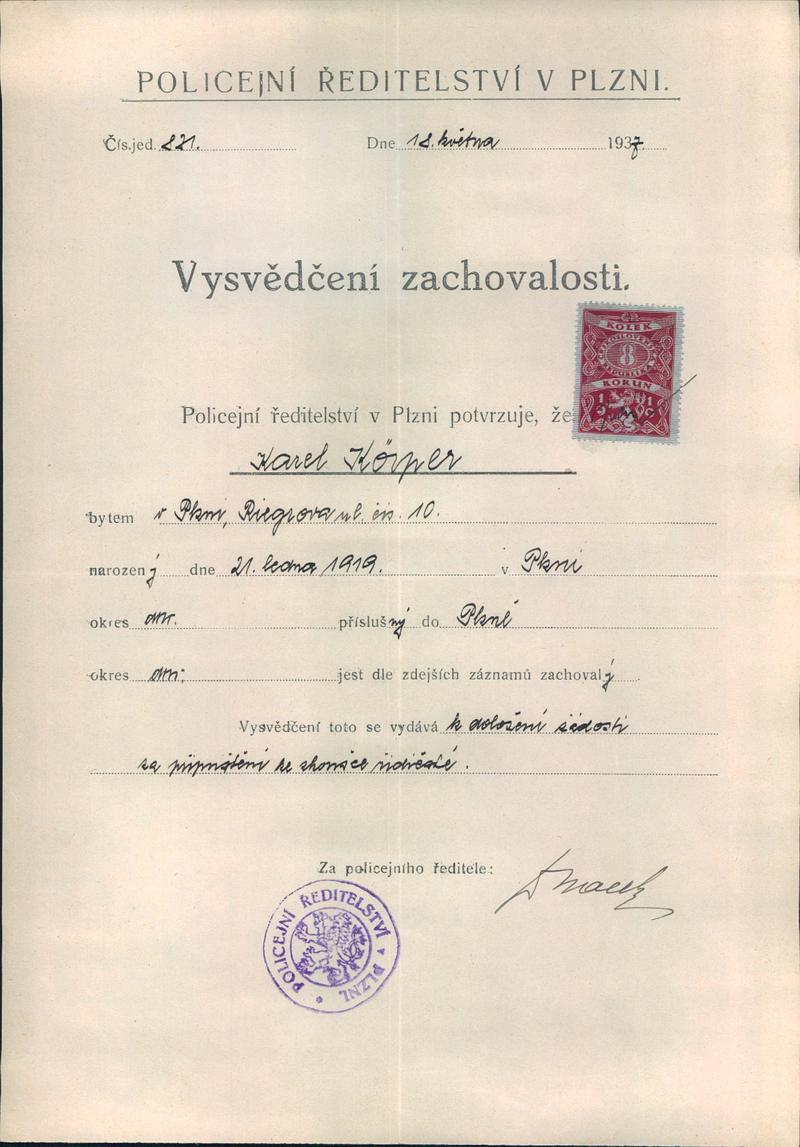 POLICEJNÍ ŘEDITELSTVÍ V PLZNI.
Čís.jed. 821. Dne 18. května 1937.
Vysvědčení zachovalosti.
KOLEK
8
KORUN
Policejní ředitelství v Plzni potvrzuje, že
Karel Körper
bytem v Plzni, Riegrova ul. čis. 10.
narozený dne 21. ledna 1919. v Plzni
okres příslušný do Plzně
okres jest dle zdejších záznamů zachovalý
Vysvědčení toto se vydává k doložení žádosti
za připuštění ke zkoušce řidičské.
Za policejního ředitele:
POLICEJNÍ ŘEDITELSTVÍ PLZNI